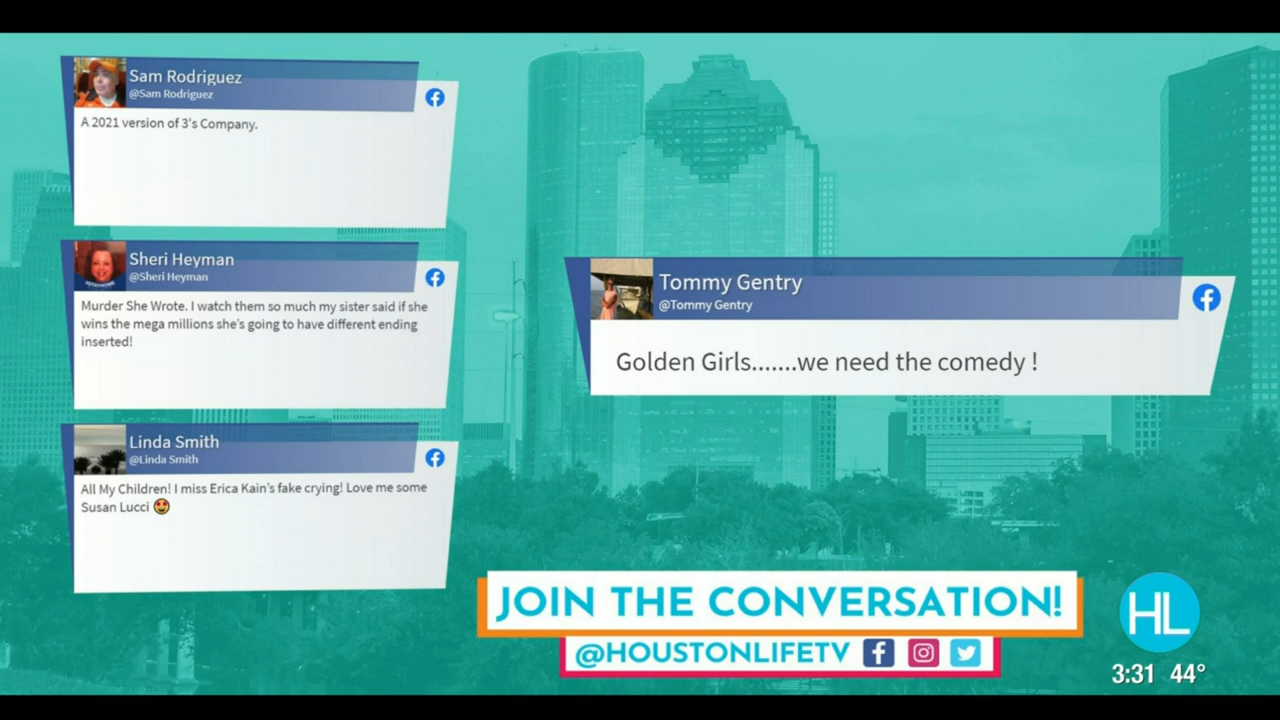 Sam Rodriguez
@Sam Rodriguez
A 2021 version of 3's Company.
Sheri Heyman
@Sheri Heyman
Murder She Wrote. I watch them so much my sister said if she
wins the mega millions she's going to have different ending
inserted!
Linda Smith
@Linda Smith
All My Children! I miss Erica Kain's fake crying! Love me some
Susan Lucci 😍
Tommy Gentry
@Tommy Gentry
Golden Girls.......we need the comedy !
JOIN THE CONVERSATION!
@HOUSTONLIFETV
HL
3:31 44°